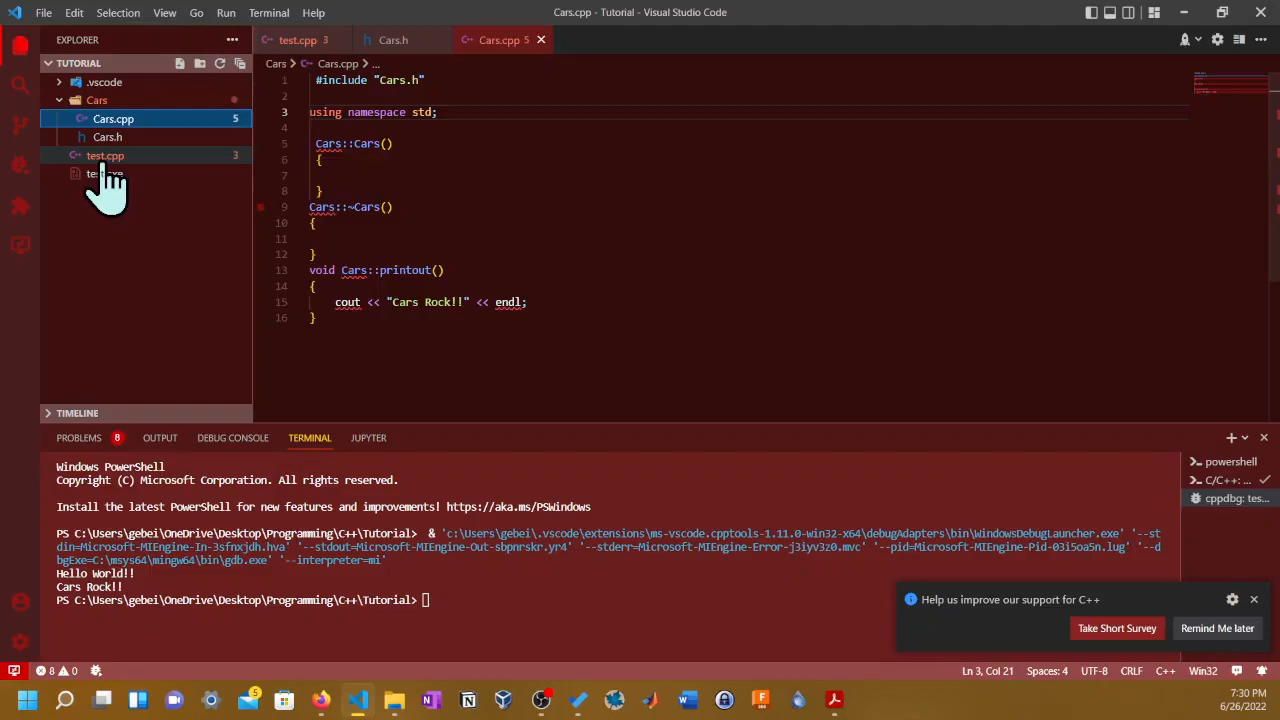 File Edit Selection View Go Run Terminal Help
Cars.cpp - Tutorial - Visual Studio Code
EXPLORER
TUTORIAL
.vscode
Cars
Cars.cpp 5
Cars.h
test.cpp 3
TIMELINE
test.cpp 3 Cars.h Cars.cpp 5
Cars > Cars.cpp > ...
1 #include "Cars.h"
2
3 using namespace std;
4
5 Cars::Cars()
6 {
7
8 }
9 Cars::~Cars()
10 {
11
12 }
13 void Cars::printout()
14 {
15 cout << "Cars Rock!!" << endl;
16 }
PROBLEMS 8 OUTPUT DEBUG CONSOLE TERMINAL JUPYTER
Windows PowerShell
Copyright (C) Microsoft Corporation. All rights reserved.
Install the latest PowerShell for new features and improvements! https://aka.ms/PSWindows
PS C:\Users\gebei\OneDrive\Desktop\Programming\C++\Tutorial> & 'c:\Users\gebei\.vscode\extensions\ms-vscode.cpptools-1.11.0-win32-x64\debugAdapters\bin\WindowsDebugLauncher.exe' '--st
din=Microsoft-MIEngine-In-3sfnxjdh.hva' '--stdout=Microsoft-MIEngine-Out-sbpnrskr.yr4' '--stderr=Microsoft-MIEngine-Error-j3iyv3z0.mvc' '--pid=Microsoft-MIEngine-Pid-03i5oa5n.lug' '--d
bgExe=C:\msys64\mingw64\bin\gdb.exe' '--interpreter=mi'
Hello World!!
Cars Rock!!
PS C:\Users\gebei\OneDrive\Desktop\Programming\C++\Tutorial>
powershell
C/C++: ...
cppdbg: tes...
Help us improve our support for C++
Take Short Survey Remind Me later
8 0
Ln 3, Col 21 Spaces: 4 UTF-8 CRLF C++ Win32
5
7:30 PM
6/26/2022